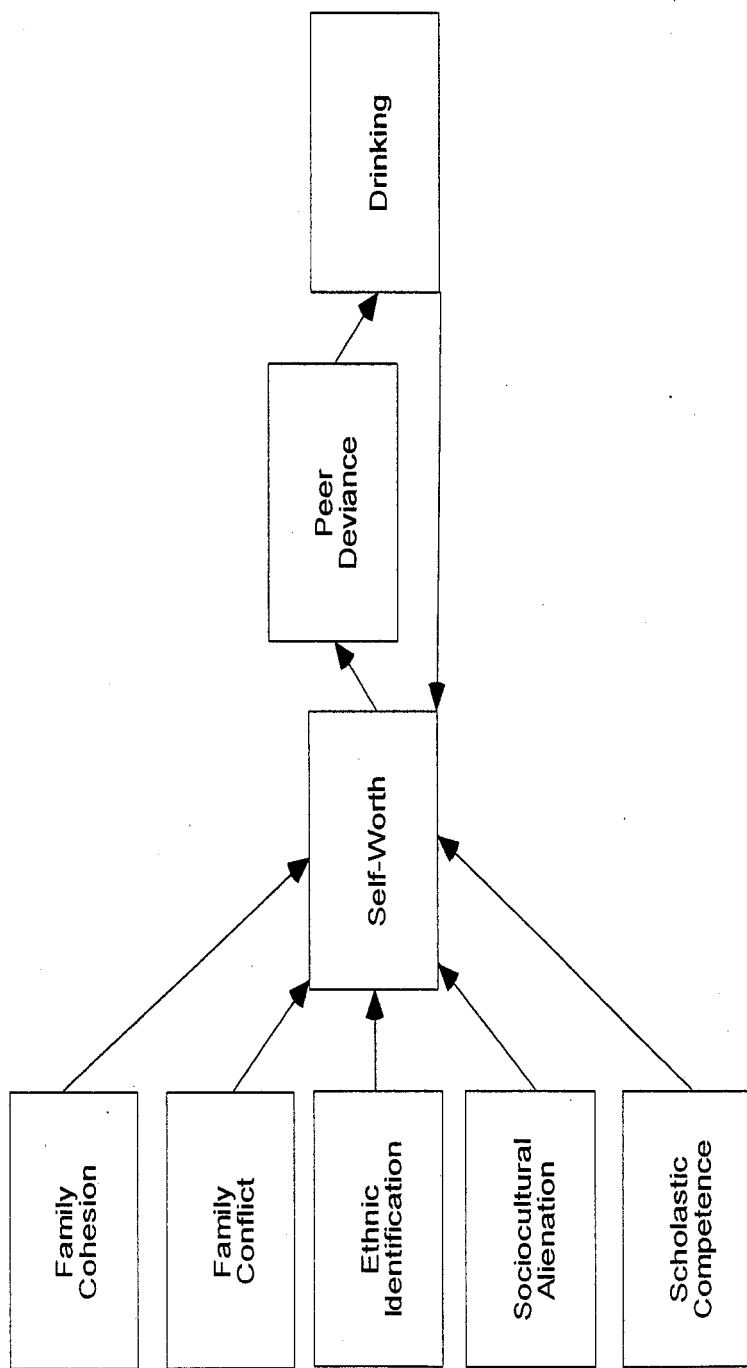 Family
Cohesion
Family
Conflict
Ethnic
Identification
Sociocultural
Alienation
Scholastic
Competence
Self-Worth
Peer
Deviance
Drinking